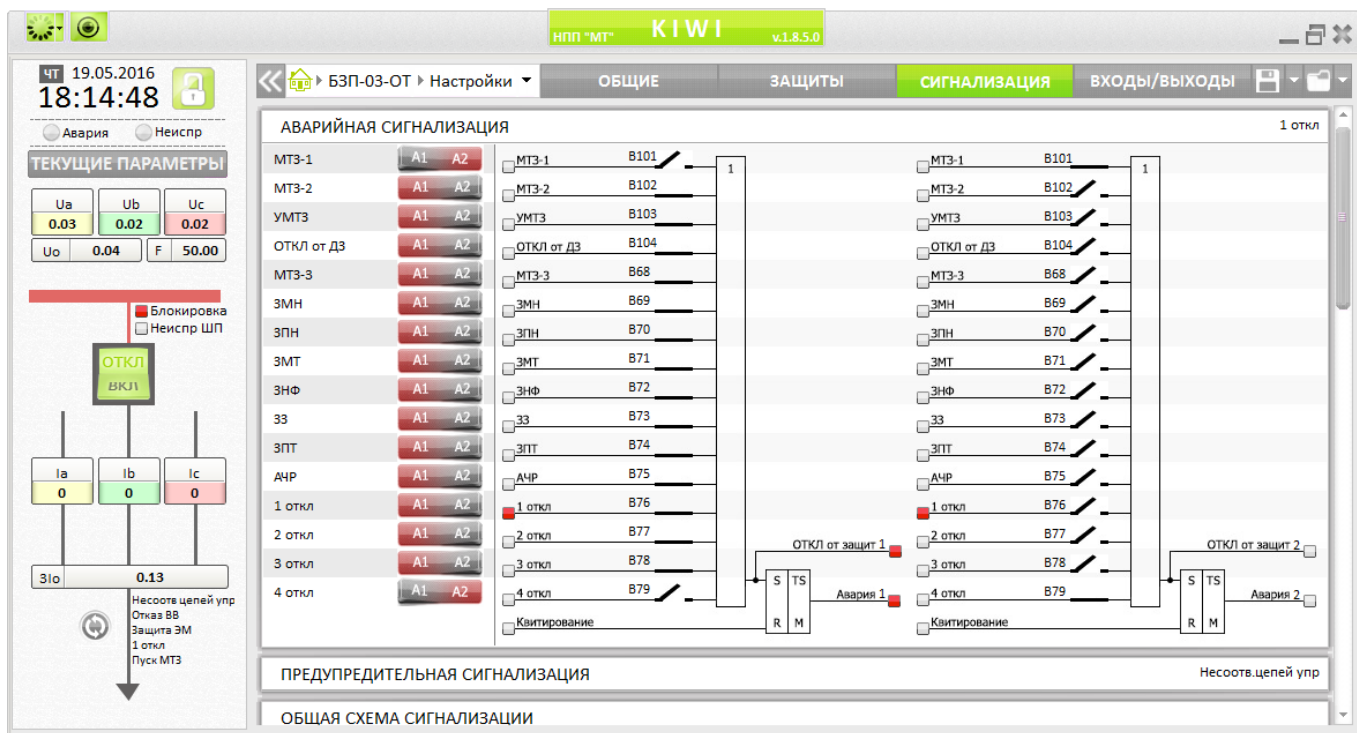 НПП "МТ" KIWI v.1.8.5.0
ЧТ 19.05.2016
18:14:48
Авария Неиспр
ТЕКУЩИЕ ПАРАМЕТРЫ
Ua Ub Uc
0.03 0.02 0.02
Uo 0.04 F 50.00
Блокировка
Неиспр ШП
ОТКЛ
ВКЛ
Ia Ib Ic
0 0 0
3Io 0.13
Несоотв цепей упр
Отказ ВВ
Защита ЭМ
1 откл
Пуск МТЗ
БЗП-03-ОТ Настройки ОБЩИЕ ЗАЩИТЫ СИГНАЛИЗАЦИЯ ВХОДЫ/ВЫХОДЫ
АВАРИЙНАЯ СИГНАЛИЗАЦИЯ 1 откл
МТЗ-1 A1 A2 МТЗ-1 B101 1 МТЗ-1 B101 1
МТЗ-2 A1 A2 МТЗ-2 B102 МТЗ-2 B102
УМТЗ A1 A2 УМТЗ B103 УМТЗ B103
ОТКЛ от ДЗ A1 A2 ОТКЛ от ДЗ B104 ОТКЛ от ДЗ B104
МТЗ-3 A1 A2 МТЗ-3 B68 МТЗ-3 B68
ЗМН A1 A2 ЗМН B69 ЗМН B69
ЗПН A1 A2 ЗПН B70 ЗПН B70
ЗМТ A1 A2 ЗМТ B71 ЗМТ B71
ЗНФ A1 A2 ЗНФ B72 ЗНФ B72
ЗЗ A1 A2 ЗЗ B73 ЗЗ B73
ЗПТ A1 A2 ЗПТ B74 ЗПТ B74
АЧР A1 A2 АЧР B75 АЧР B75
1 откл A1 A2 1 откл B76 1 откл B76
2 откл A1 A2 2 откл B77 ОТКЛ от защит 1 2 откл B77 ОТКЛ от защит 2
3 откл A1 A2 3 откл B78 S TS 3 откл B78 S TS
4 откл A1 A2 4 откл B79 Авария 1 4 откл B79 Авария 2
Квитирование R M Квитирование R M
ПРЕДУПРЕДИТЕЛЬНАЯ СИГНАЛИЗАЦИЯ Несоотв.цепей упр
ОБЩАЯ СХЕМА СИГНАЛИЗАЦИИ